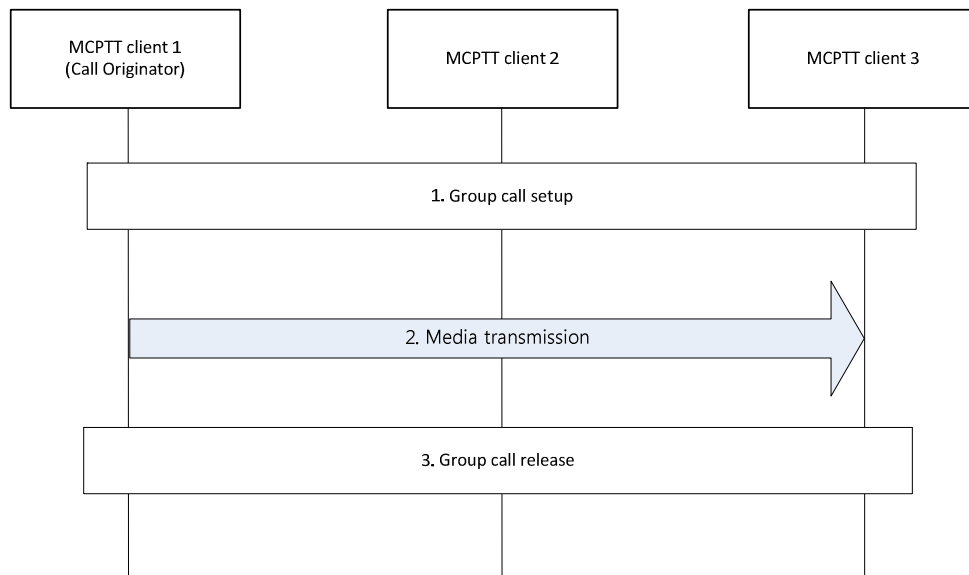 MCPTT client 1
(Call Originator)
MCPTT client 2
MCPTT client 3
1. Group call setup
2. Media transmission
3. Group call release